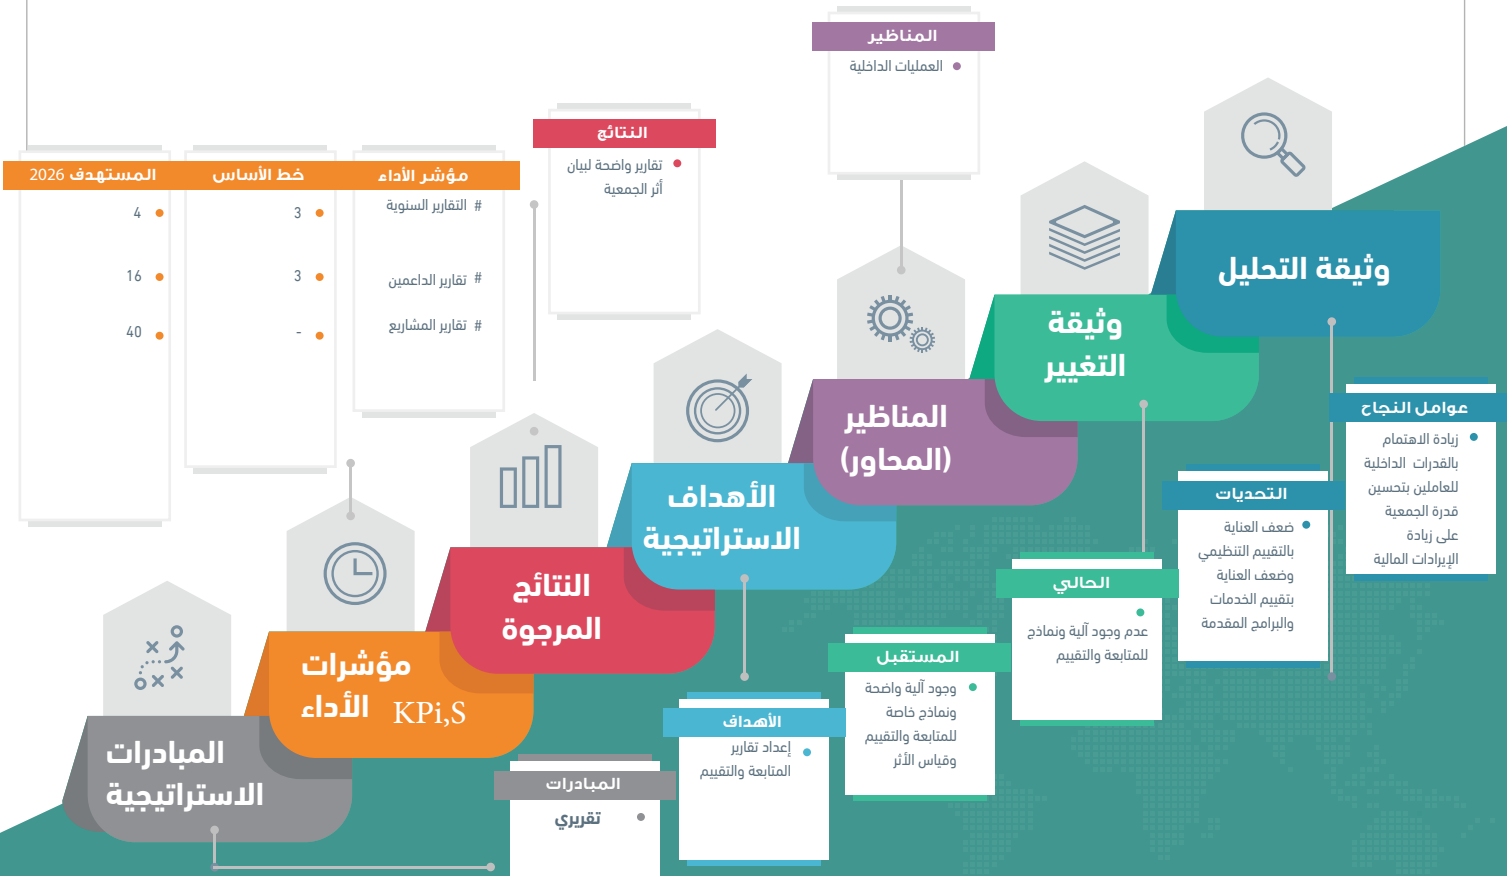 وثيقة التحليل
عوامل النجاح
زيادة الاهتمام
بالقدرات الداخلية
للعاملين بتحسين
قدرة الجمعية
على زيادة
الإيرادات المالية
التحديات
ضعف العناية
بالتقييم التنظيمي
وضعف العناية
بتقييم الخدمات
والبرامج المقدمة
وثيقة
التغيير
الحالي
عدم وجود آلية ونماذج
للمتابعة والتقييم
المستقبل
وجود آلية واضحة
ونماذج خاصة
للمتابعة والتقييم
وقياس الأثر
المناظير
(المحاور)
المناظير
العمليات الداخلية
الأهداف
الاستراتيجية
الأهداف
إعداد تقارير
المتابعة والتقييم
النتائج
المرجوة
النتائج
تقارير واضحة لبيان
أثر الجمعية
مؤشرات
الأداء KPi,S
مؤشر الأداء خط الأساس المستهدف 2026
# التقارير السنوية 3 4
# تقارير الداعمين 3 16
# تقارير المشاريع - 40
المبادرات
الاستراتيجية
المبادرات
تقريري